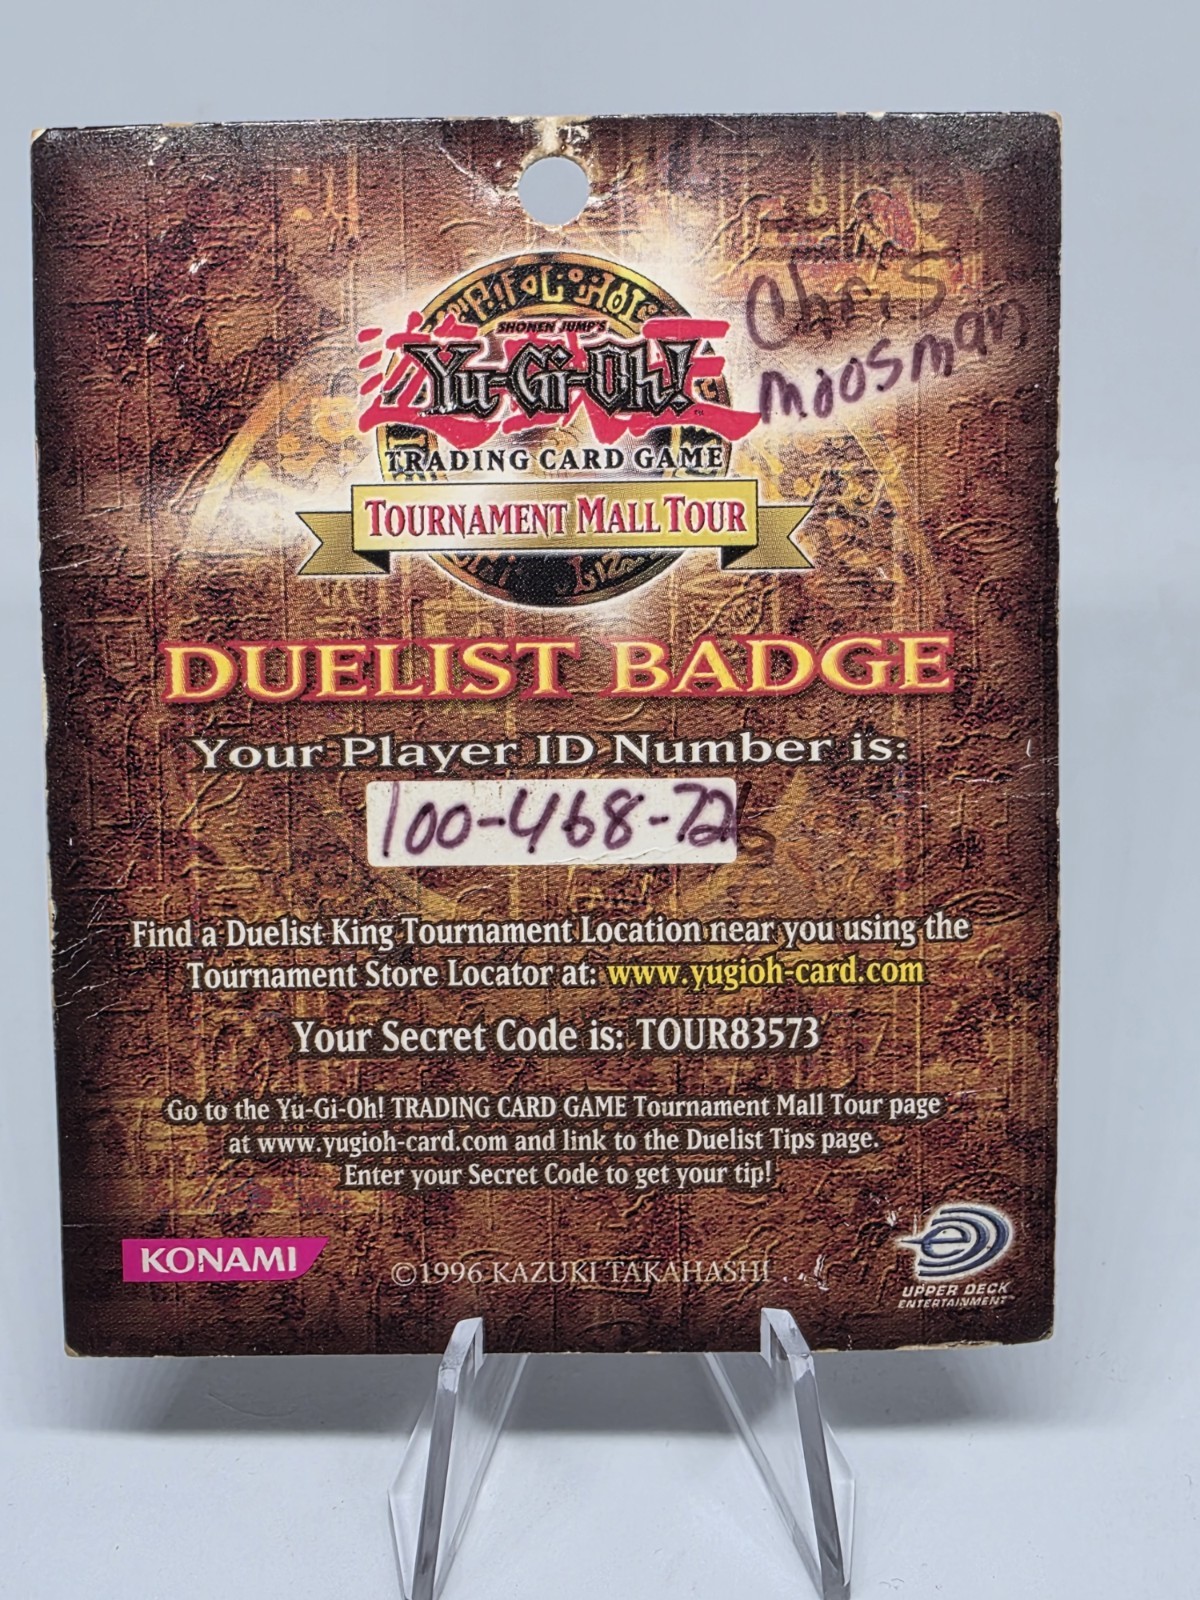 SHONEN JUMP'S
Yu-Gi-Oh!
TRADING CARD GAME
TOURNAMENT MALL TOUR
Chris
Moosman
DUELIST BADGE
Your Player ID Number is:
100-468-726
Find a Duelist King Tournament Location near you using the
Tournament Store Locator at: www.yugioh-card.com
Your Secret Code is: TOUR83573
Go to the Yu-Gi-Oh! TRADING CARD GAME Tournament Mall Tour page
at www.yugioh-card.com and link to the Duelist Tips page.
Enter your Secret Code to get your tip!
KONAMI
©1996 KAZUKI TAKAHASHI
UPPER DECK
ENTERTAINMENT